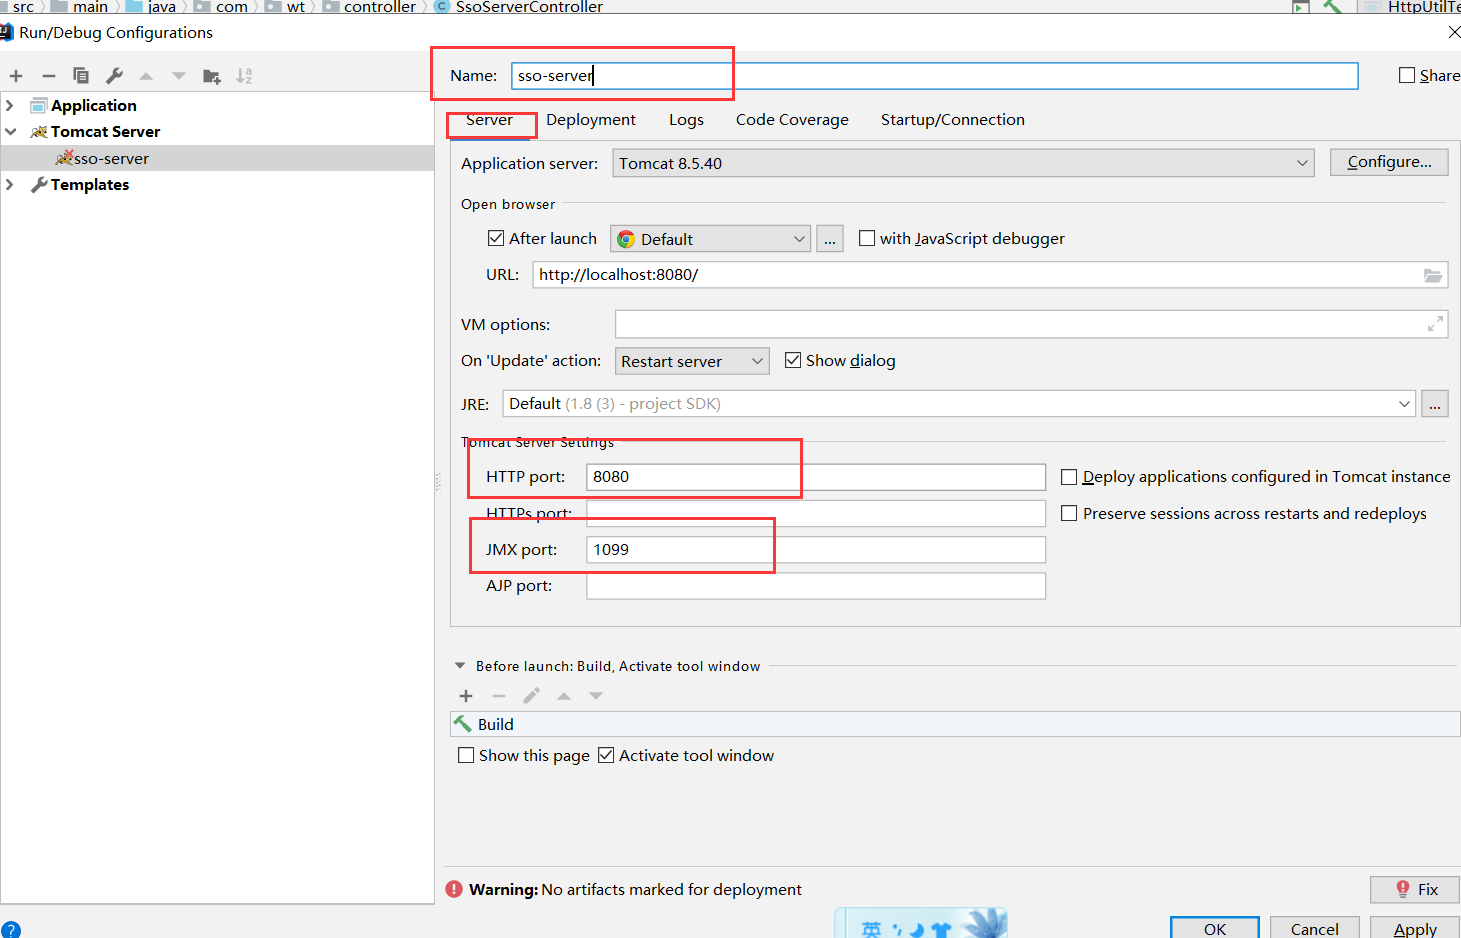 src main java com wt controller SsoServerController HttpUtilTe
Run/Debug Configurations
Name: sso-server Share
Application
Tomcat Server
sso-server
Templates
Server Deployment Logs Code Coverage Startup/Connection
Application server: Tomcat 8.5.40 Configure...
Open browser
After launch Default ... with JavaScript debugger
URL: http://localhost:8080/
VM options:
On 'Update' action: Restart server Show dialog
JRE: Default (1.8 (3) - project SDK) ...
Tomcat Server Settings
HTTP port: 8080 Deploy applications configured in Tomcat instance
HTTPs port: Preserve sessions across restarts and redeploys
JMX port: 1099
AJP port:
Before launch: Build, Activate tool window
Build
Show this page Activate tool window
Warning: No artifacts marked for deployment Fix
英
OK Cancel Apply